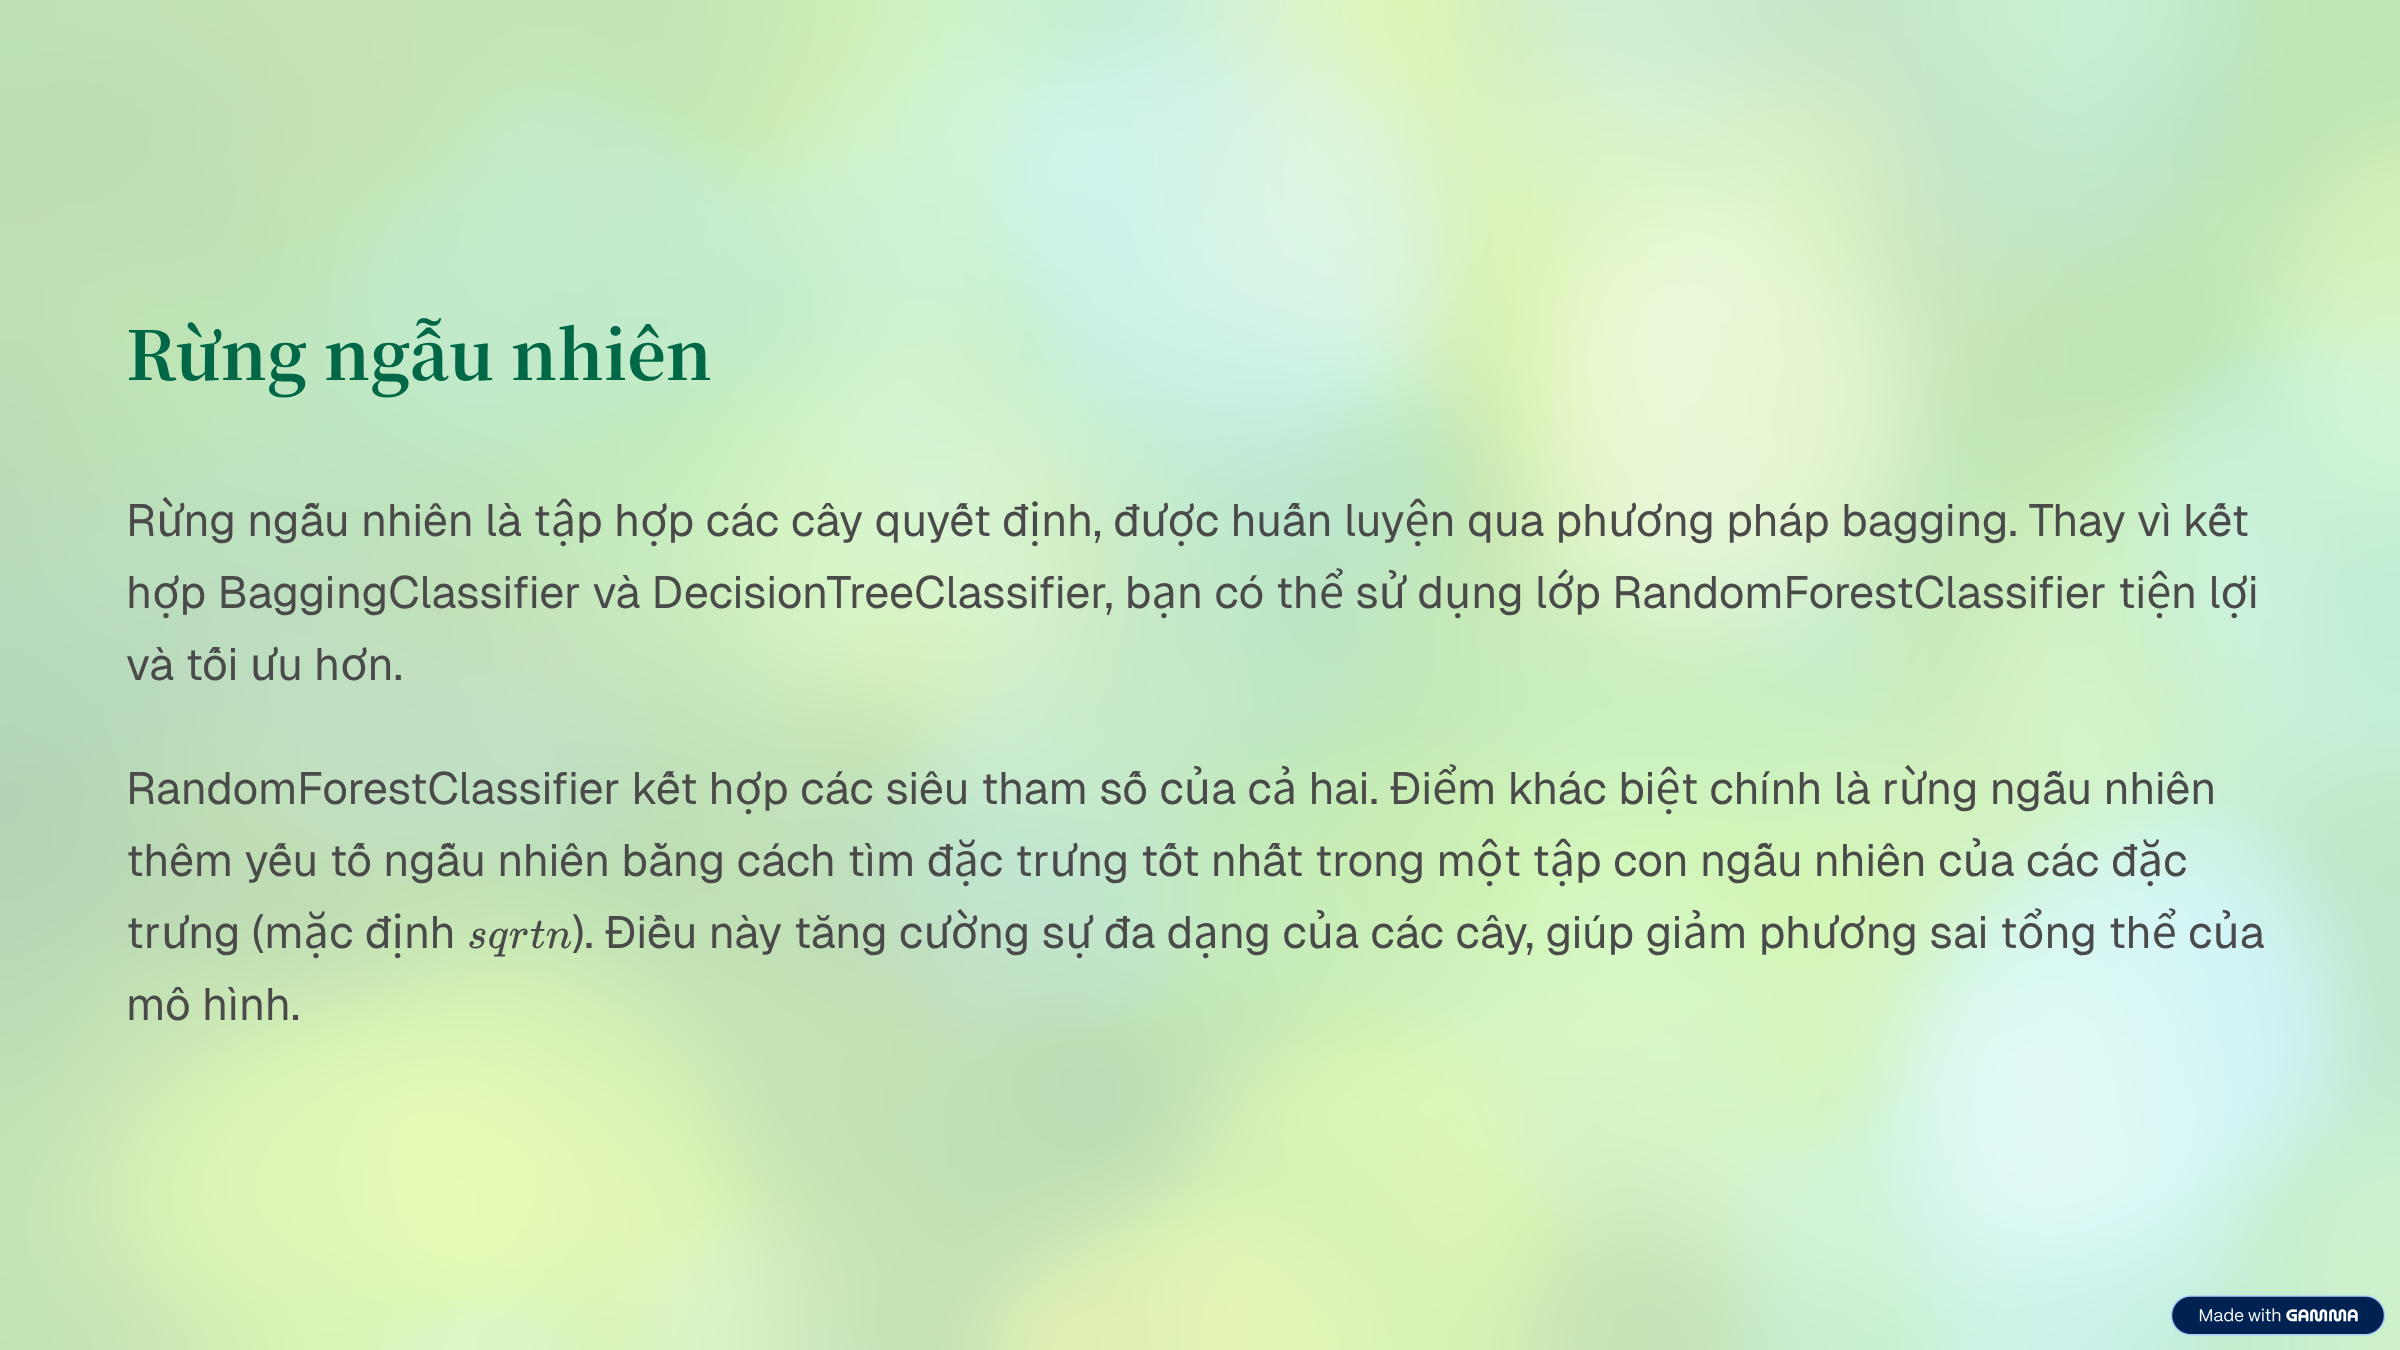 Rừng ngẫu nhiên
Rừng ngẫu nhiên là tập hợp các cây quyết định, được huấn luyện qua phương pháp bagging. Thay vì kết
hợp BaggingClassifier và DecisionTreeClassifier, bạn có thể sử dụng lớp RandomForestClassifier tiện lợi
và tối ưu hơn.
RandomForestClassifier kết hợp các siêu tham số của cả hai. Điểm khác biệt chính là rừng ngẫu nhiên
thêm yếu tố ngẫu nhiên bằng cách tìm đặc trưng tốt nhất trong một tập con ngẫu nhiên của các đặc
trưng (mặc định sqrtn). Điều này tăng cường sự đa dạng của các cây, giúp giảm phương sai tổng thể của
mô hình.
Made with GAMMA